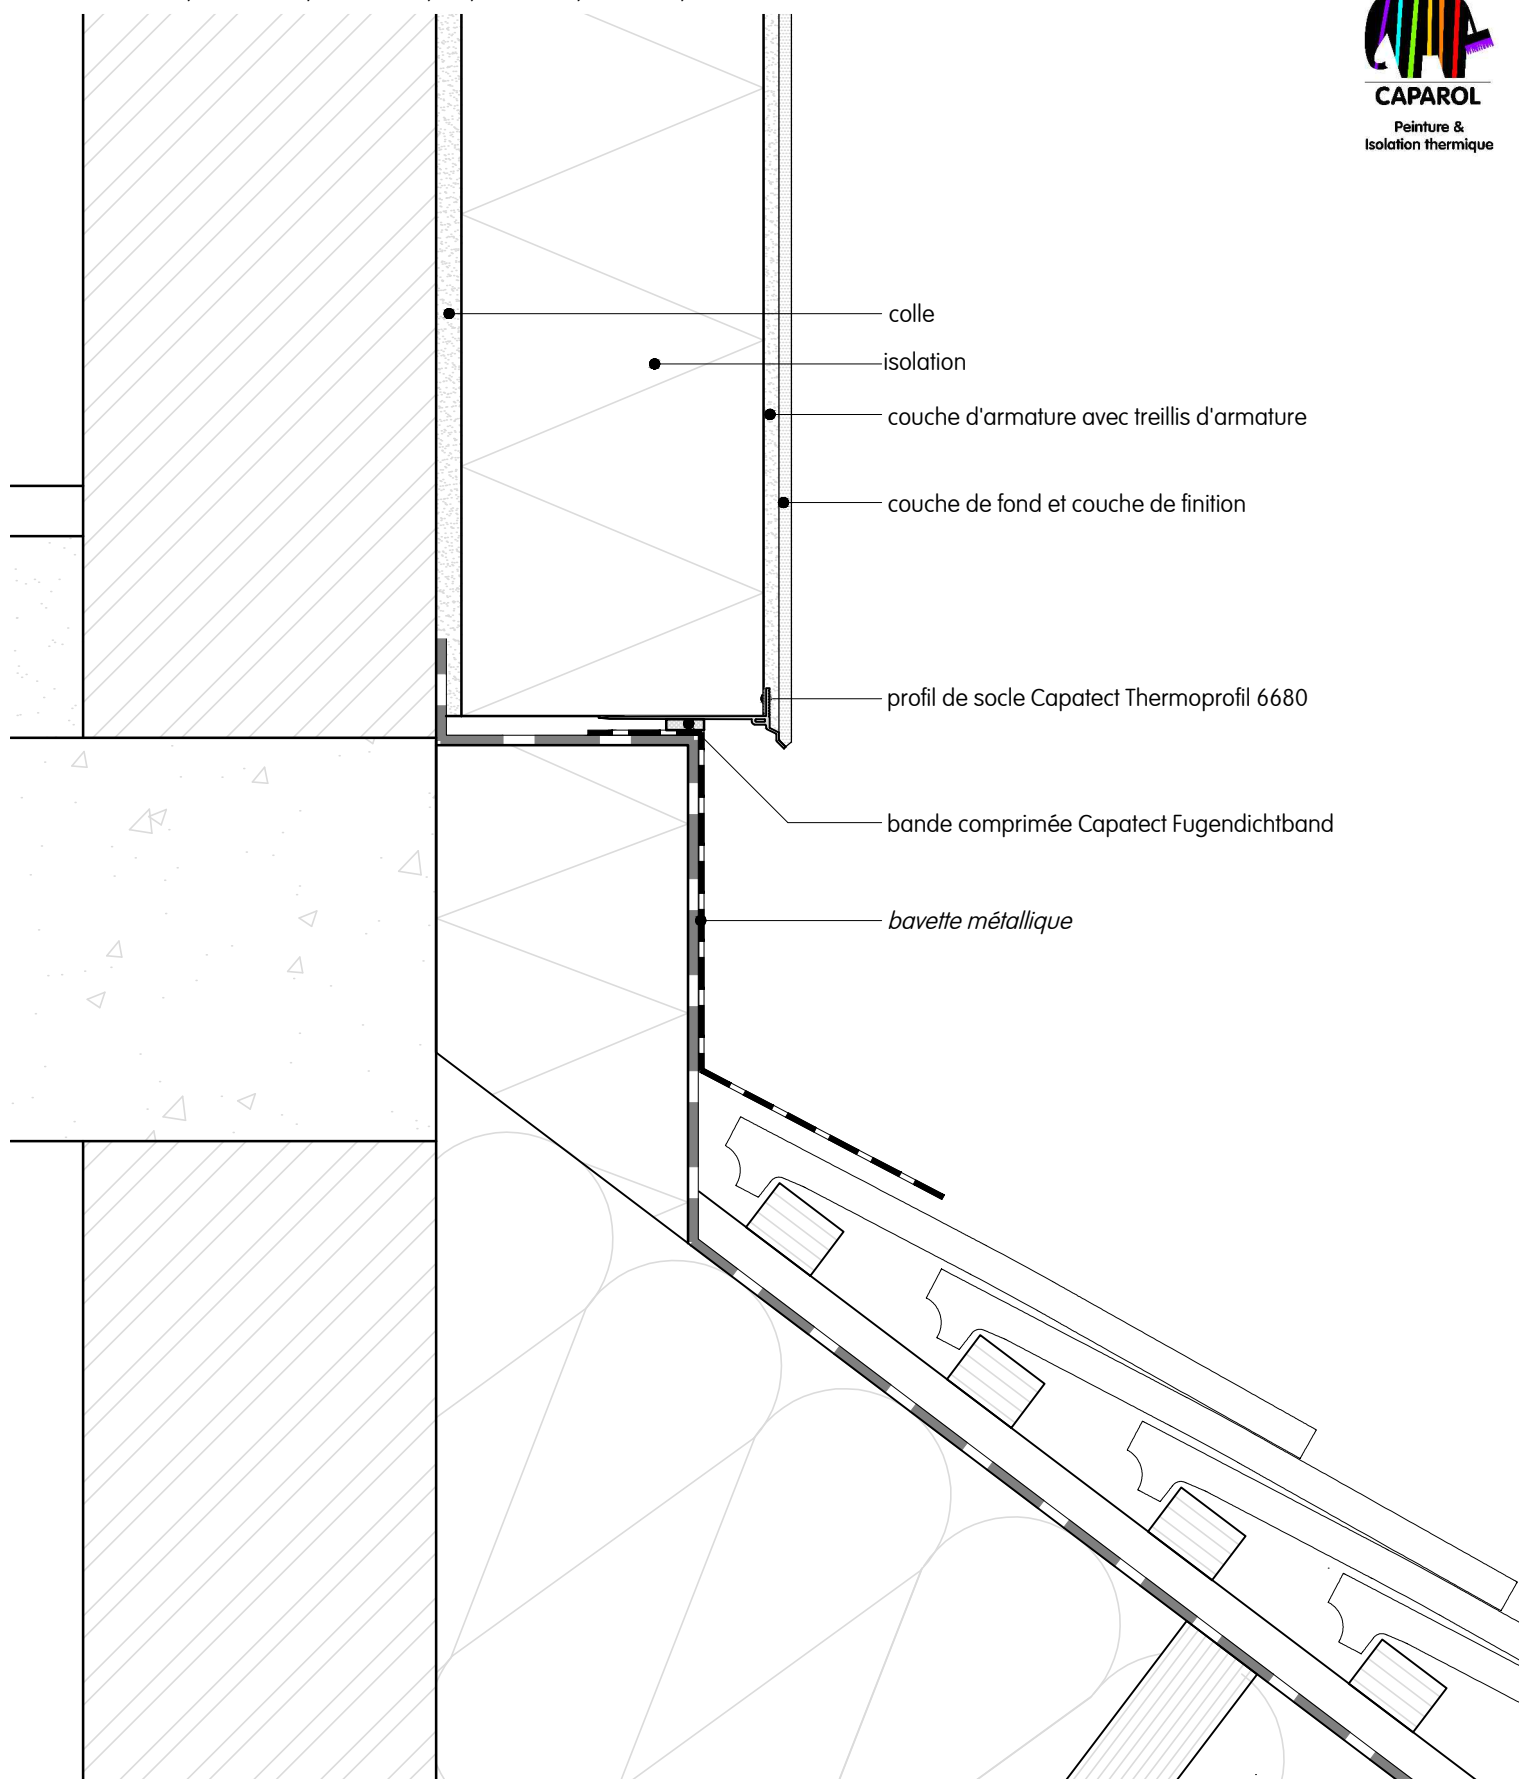 CAPAROL
Peinture &
Isolation thermique
colle
isolation
couche d'armature avec treillis d'armature
couche de fond et couche de finition
profil de socle Capatect Thermoprofil 6680
bande comprimée Capatect Fugendichtband
bavette métallique